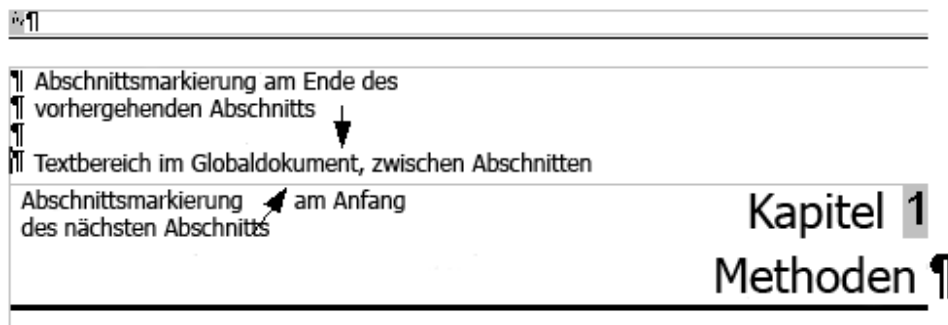 iv¶
¶ Abschnittsmarkierung am Ende des
¶ vorhergehenden Abschnitts
¶
¶ Textbereich im Globaldokument, zwischen Abschnitten
Abschnittsmarkierung am Anfang
des nächsten Abschnitts
Kapitel 1
Methoden ¶